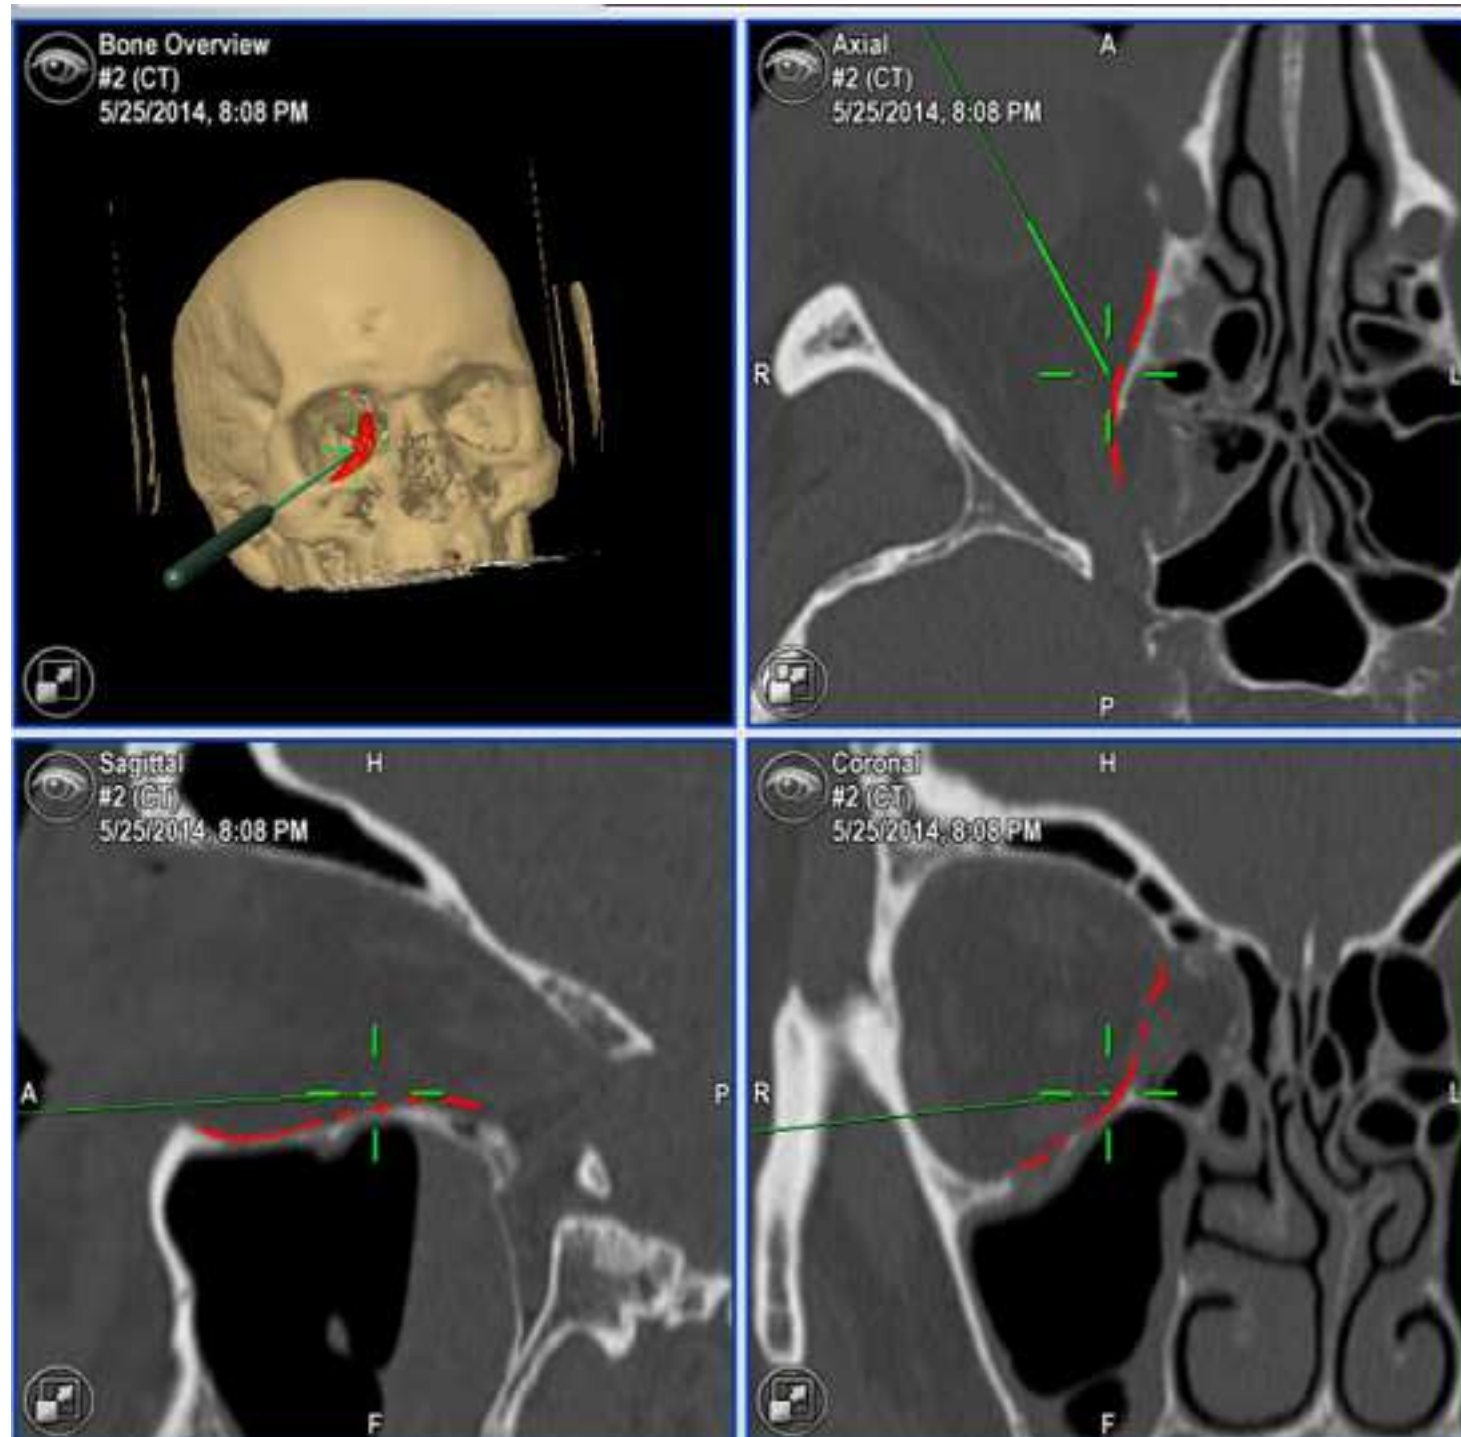 Bone Overview
#2 (CT)
5/25/2014, 8:08 PM
Axial
#2 (CT)
5/25/2014, 8:08 PM
A
R
L
P
Sagittal
#2 (CT)
5/25/2014, 8:08 PM
H
A
P
F
Coronal
#2 (CT)
5/25/2014, 8:08 PM
H
R
L
F